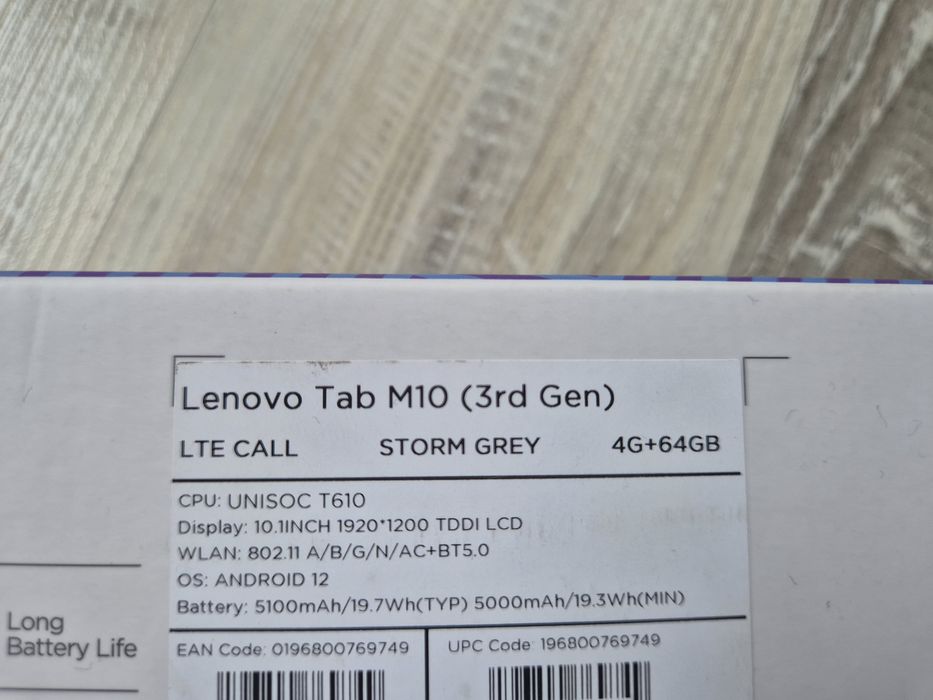 Lenovo Tab M10 (3rd Gen)
LTE CALL STORM GREY 4G+64GB
CPU: UNISOC T610
Display: 10.1INCH 1920*1200 TDDI LCD
WLAN: 802.11 A/B/G/N/AC+BT5.0
OS: ANDROID 12
Battery: 5100mAh/19.7Wh(TYP) 5000mAh/19.3Wh(MIN)
Long
Battery Life
EAN Code: 0196800769749
UPC Code: 196800769749